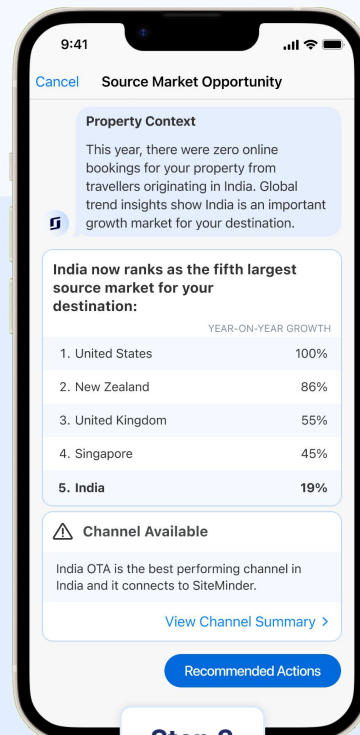 9:41
Cancel
Source Market Opportunity
Property Context
This year, there were zero online
bookings for your property from
travellers originating in India. Global
trend insights show India is an important
growth market for your destination.
India now ranks as the fifth largest
source market for your
destination:
YEAR-ON-YEAR GROWTH
1. United States 100%
2. New Zealand 86%
3. United Kingdom 55%
4. Singapore 45%
5. India 19%
Channel Available
India OTA is the best performing channel in
India and it connects to SiteMinder.
View Channel Summary >
Recommended Actions